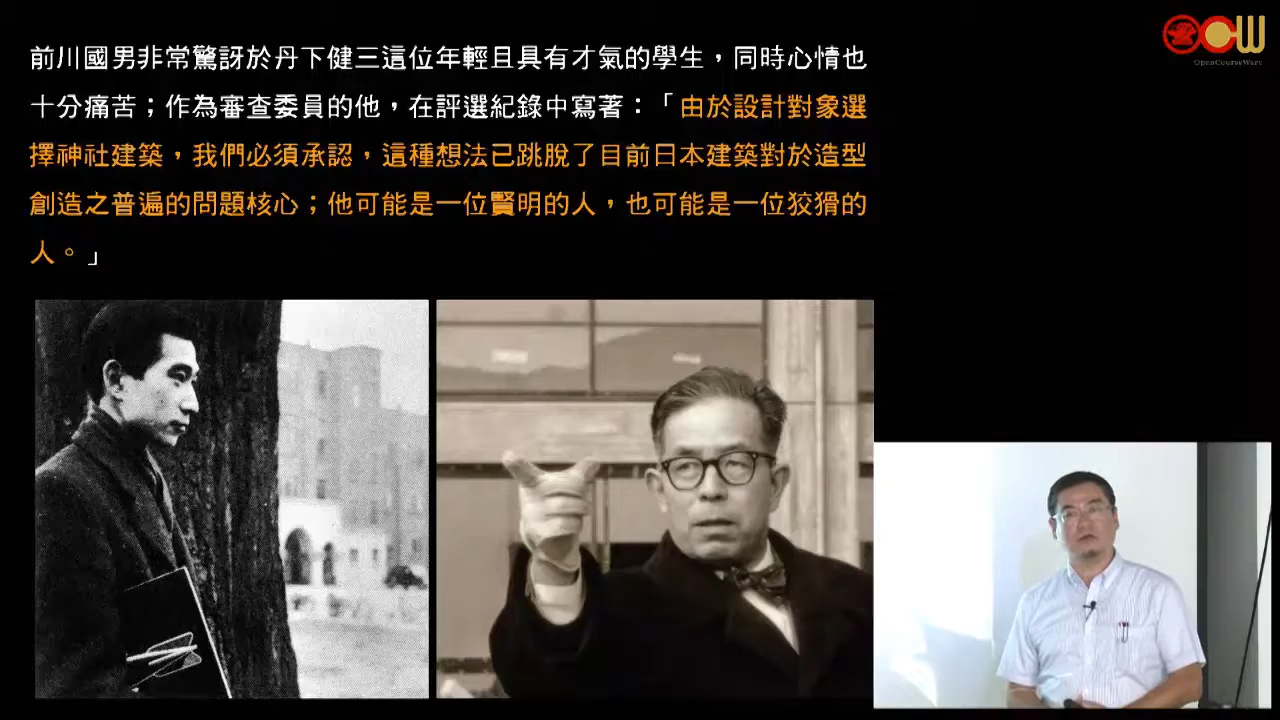 前川國男非常驚訝於丹下健三這位年輕且具有才氣的學生，同時心情也
十分痛苦；作為審查委員的他，在評選紀錄中寫著：「由於設計對象選
擇神社建築，我們必須承認，這種想法已跳脫了目前日本建築對於造型
創造之普遍的問題核心；他可能是一位賢明的人，也可能是一位狡猾的
人。」
OCW
OpenCourseWare